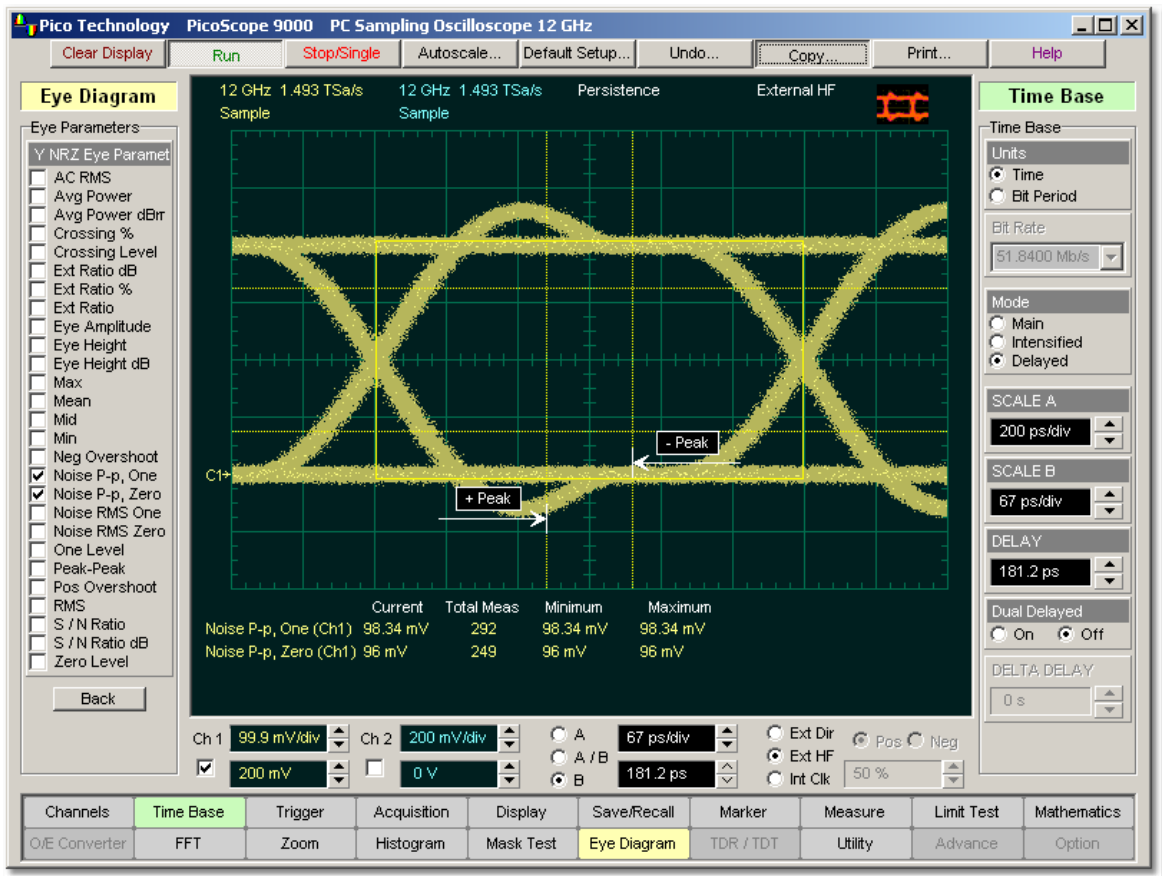 Pico Technology PicoScope 9000 PC Sampling Oscilloscope 12 GHz
Clear Display Run Stop/Single Autoscale... Default Setup... Undo... Copy... Print... Help
Eye Diagram
Eye Parameters
Y NRZ Eye Paramet
AC RMS
Avg Power
Avg Power dBm
Crossing %
Crossing Level
Ext Ratio dB
Ext Ratio %
Ext Ratio
Eye Amplitude
Eye Height
Eye Height dB
Max
Mean
Mid
Min
Neg Overshoot
Noise P-p, One
Noise P-p, Zero
Noise RMS One
Noise RMS Zero
One Level
Peak-Peak
Pos Overshoot
RMS
S / N Ratio
S / N Ratio dB
Zero Level
Back
12 GHz 1.493 TSa/s 12 GHz 1.493 TSa/s Persistence External HF
Sample Sample
- Peak
C1
+ Peak
Current Total Meas Minimum Maximum
Noise P-p, One (Ch1) 98.34 mV 292 98.34 mV 98.34 mV
Noise P-p, Zero (Ch1) 96 mV 249 96 mV 96 mV
Time Base
Time Base
Units
Time
Bit Period
Bit Rate
51.8400 Mb/s
Mode
Main
Intensified
Delayed
SCALE A
200 ps/div
SCALE B
67 ps/div
DELAY
181.2 ps
Dual Delayed
On Off
DELTA DELAY
0 s
Ch 1 99.9 mV/div Ch 2 200 mV/div A 67 ps/div Ext Dir Pos Neg
A / B Ext HF
200 mV 0 V B 181.2 ps Int Clk 50 %
Channels Time Base Trigger Acquisition Display Save/Recall Marker Measure Limit Test Mathematics
O/E Converter FFT Zoom Histogram Mask Test Eye Diagram TDR / TDT Utility Advance Option